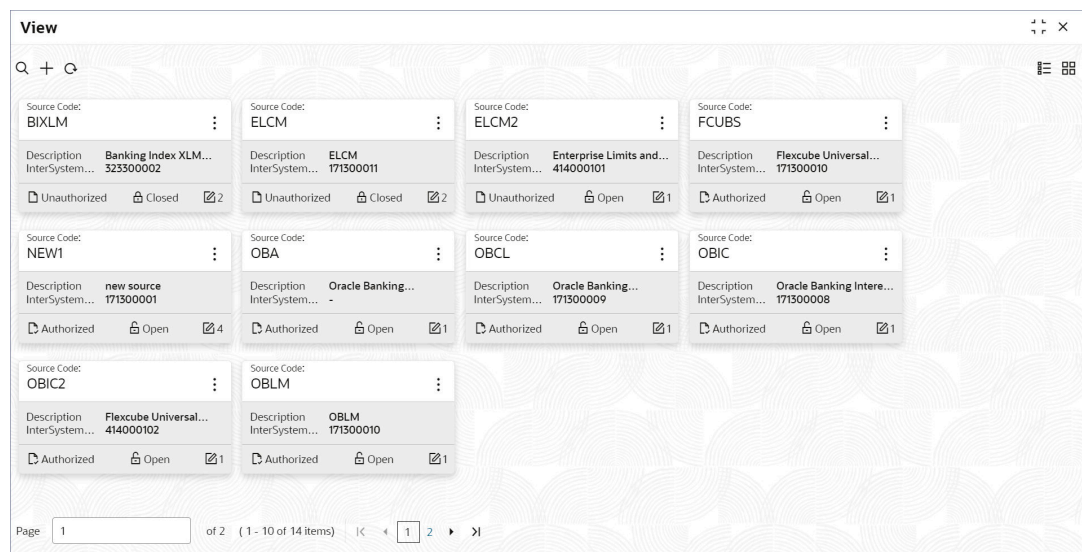 View
Source Code:
BIXLM
Description Banking Index XLM...
InterSystem... 323300002
Unauthorized Closed 2
Source Code:
ELCM
Description ELCM
InterSystem... 171300011
Unauthorized Closed 2
Source Code:
ELCM2
Description Enterprise Limits and...
InterSystem... 414000101
Unauthorized Open 1
Source Code:
FCUBS
Description Flexcube Universal...
InterSystem... 171300010
Authorized Open 1
Source Code:
NEW1
Description new source
InterSystem... 171300001
Authorized Open 4
Source Code:
OBA
Description Oracle Banking...
InterSystem... -
Authorized Open 1
Source Code:
OBCL
Description Oracle Banking...
InterSystem... 171300009
Authorized Open 1
Source Code:
OBIC
Description Oracle Banking Intere...
InterSystem... 171300008
Authorized Open 1
Source Code:
OBIC2
Description Flexcube Universal...
InterSystem... 414000102
Authorized Open 1
Source Code:
OBLM
Description OBLM
InterSystem... 171300010
Authorized Open 1
Page 1 of 2 ( 1 - 10 of 14 items) 1 2